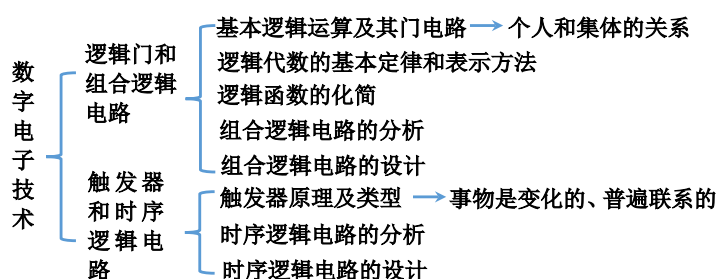 数字电子技术
逻辑门和
组合逻辑
电路
基本逻辑运算及其门电路
个人和集体的关系
逻辑代数的基本定律和表示方法
逻辑函数的化简
组合逻辑电路的分析
组合逻辑电路的设计
触发器
和时序
逻辑电
路
触发器原理及类型
事物是变化的、普遍联系的
时序逻辑电路的分析
时序逻辑电路的设计